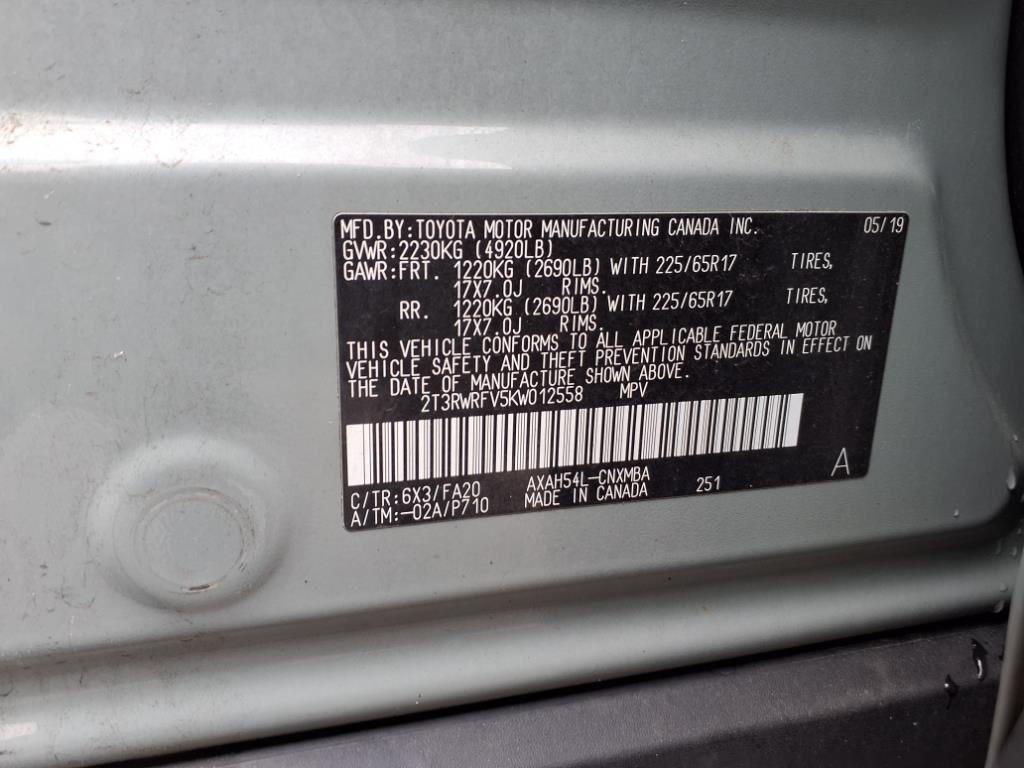 MFD.BY:TOYOTA MOTOR MANUFACTURING CANADA INC. 05/19
GVWR:2230KG (4920LB)
GAWR:FRT. 1220KG (2690LB) WITH 225/65R17 TIRES,
17X7.0J RIMS.
RR. 1220KG (2690LB) WITH 225/65R17 TIRES,
17X7.0J RIMS.
THIS VEHICLE CONFORMS TO ALL APPLICABLE FEDERAL MOTOR
VEHICLE SAFETY AND THEFT PREVENTION STANDARDS IN EFFECT ON
THE DATE OF MANUFACTURE SHOWN ABOVE.
2T3RWRFV5KW012558 MPV
C/TR:6X3/FA20 AXAH54L-CNXMBA A
A/TM:-02A/P710 MADE IN CANADA 251